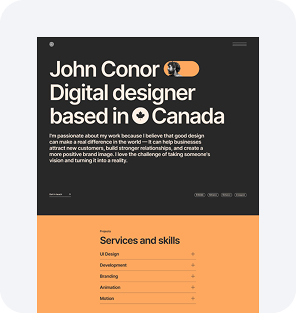 John Conor
Digital designer
based in Canada
I'm passionate about my work because I believe that good design
can make a real difference in the world — it can help businesses
attract new customers, build stronger relationships, and create a
more positive brand image. I love the challenge of taking someone's
vision and turning it into a reality.
Services and skills
UI Design
Development
Branding
Animation
Motion